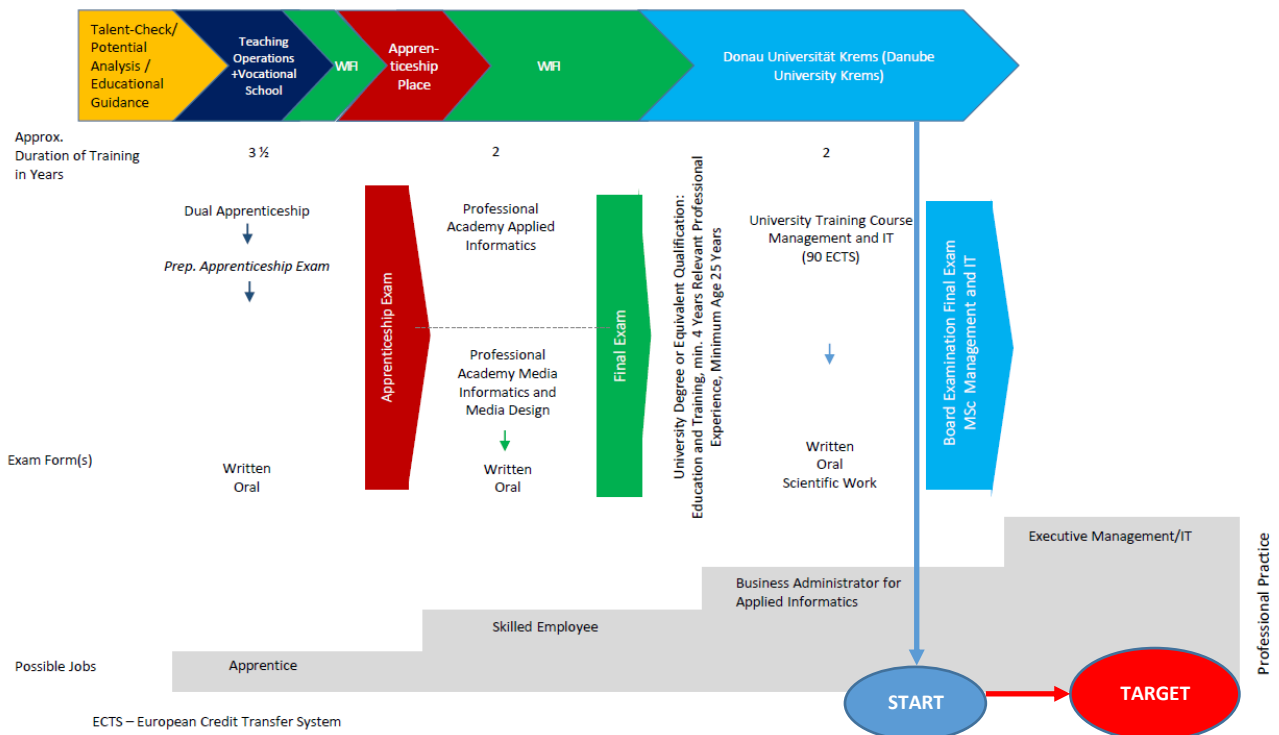 Talent-Check/
Potential
Analysis /
Educational
Guidance
Teaching
Operations
+Vocational
School
WIFI
Appren-
ticeship
Place
WIFI
Donau Universität Krems (Danube
University Krems)
Approx.
Duration of Training
in Years
3 ½
2
2
Dual Apprenticeship
Prep. Apprenticeship Exam
Apprenticeship Exam
Professional
Academy Applied
Informatics
Professional
Academy Media
Informatics and
Media Design
Final Exam
University Degree or Equivalent Qualification:
Education and Training, min. 4 Years Relevant Professional
Experience, Minimum Age 25 Years
University Training Course
Management and IT
(90 ECTS)
Board Examination Final Exam
MSc Management and IT
Exam Form(s)
Written
Oral
Written
Oral
Written
Oral
Scientific Work
Executive Management/IT
Business Administrator for
Applied Informatics
Skilled Employee
Possible Jobs
Apprentice
Professional Practice
START
TARGET
ECTS – European Credit Transfer System